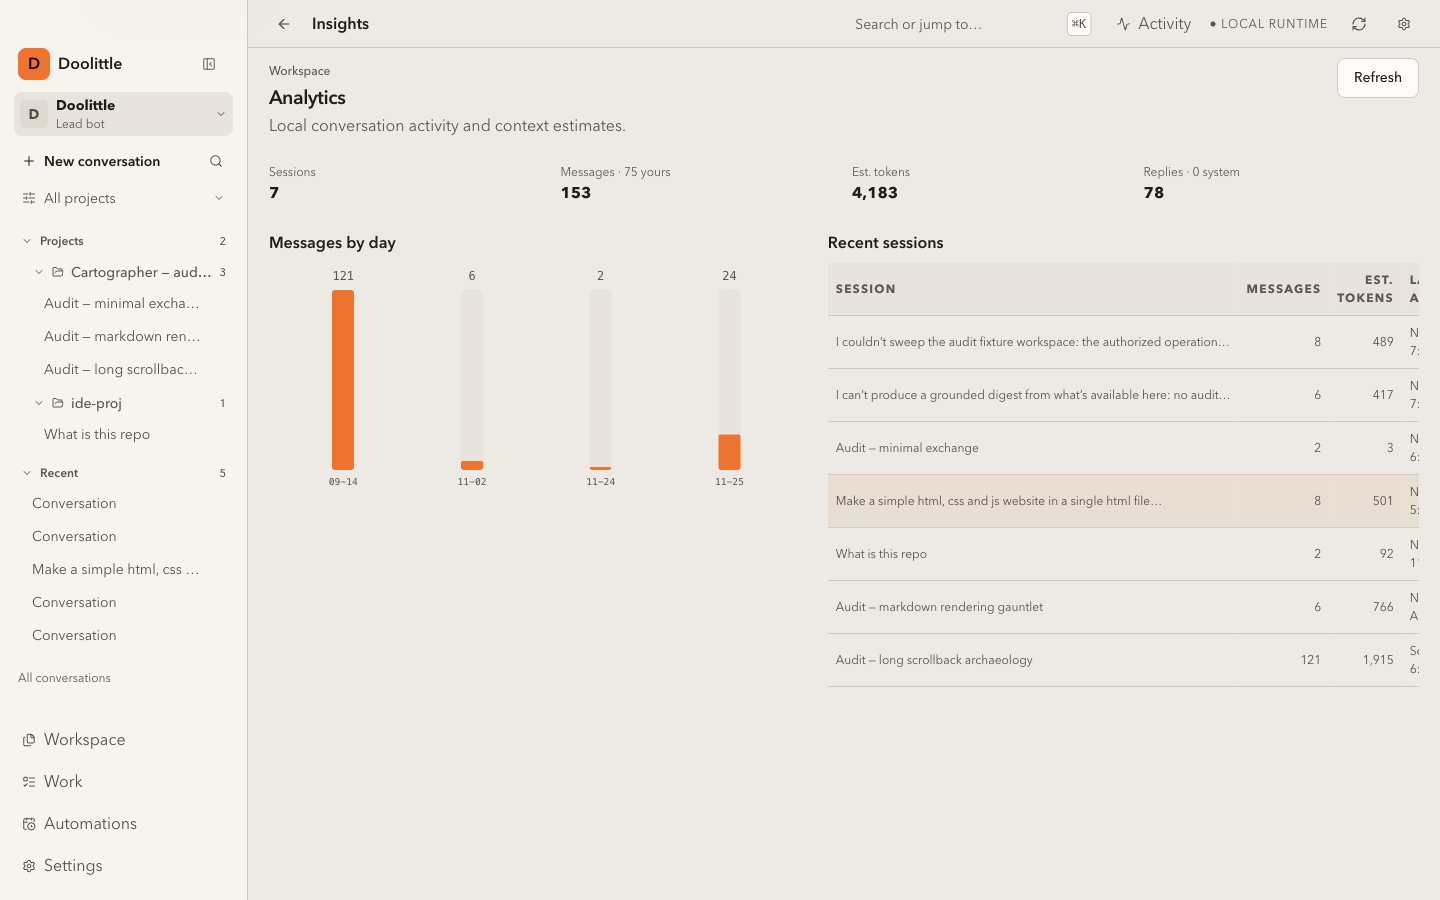 Insights
Search or jump to…
⌘K
Activity
LOCAL RUNTIME
D
Doolittle
D
Doolittle
Lead bot
New conversation
All projects
Projects 2
Cartographer – aud… 3
Audit – minimal excha…
Audit – markdown ren…
Audit – long scrollbac…
ide-proj 1
What is this repo
Recent 5
Conversation
Conversation
Make a simple html, css …
Conversation
Conversation
All conversations
Workspace
Work
Automations
Settings
Workspace
Analytics
Local conversation activity and context estimates.
Refresh
Sessions
7
Messages · 75 yours
153
Est. tokens
4,183
Replies · 0 system
78
Messages by day
121 6 2 24
09–14 11–02 11–24 11–25
Recent sessions
SESSION MESSAGES EST. TOKENS
I couldn’t sweep the audit fixture workspace: the authorized operation… 8 489
I can’t produce a grounded digest from what’s available here: no audit… 6 417
Audit – minimal exchange 2 3
Make a simple html, css and js website in a single html file… 8 501
What is this repo 2 92
Audit – markdown rendering gauntlet 6 766
Audit – long scrollback archaeology 121 1,915